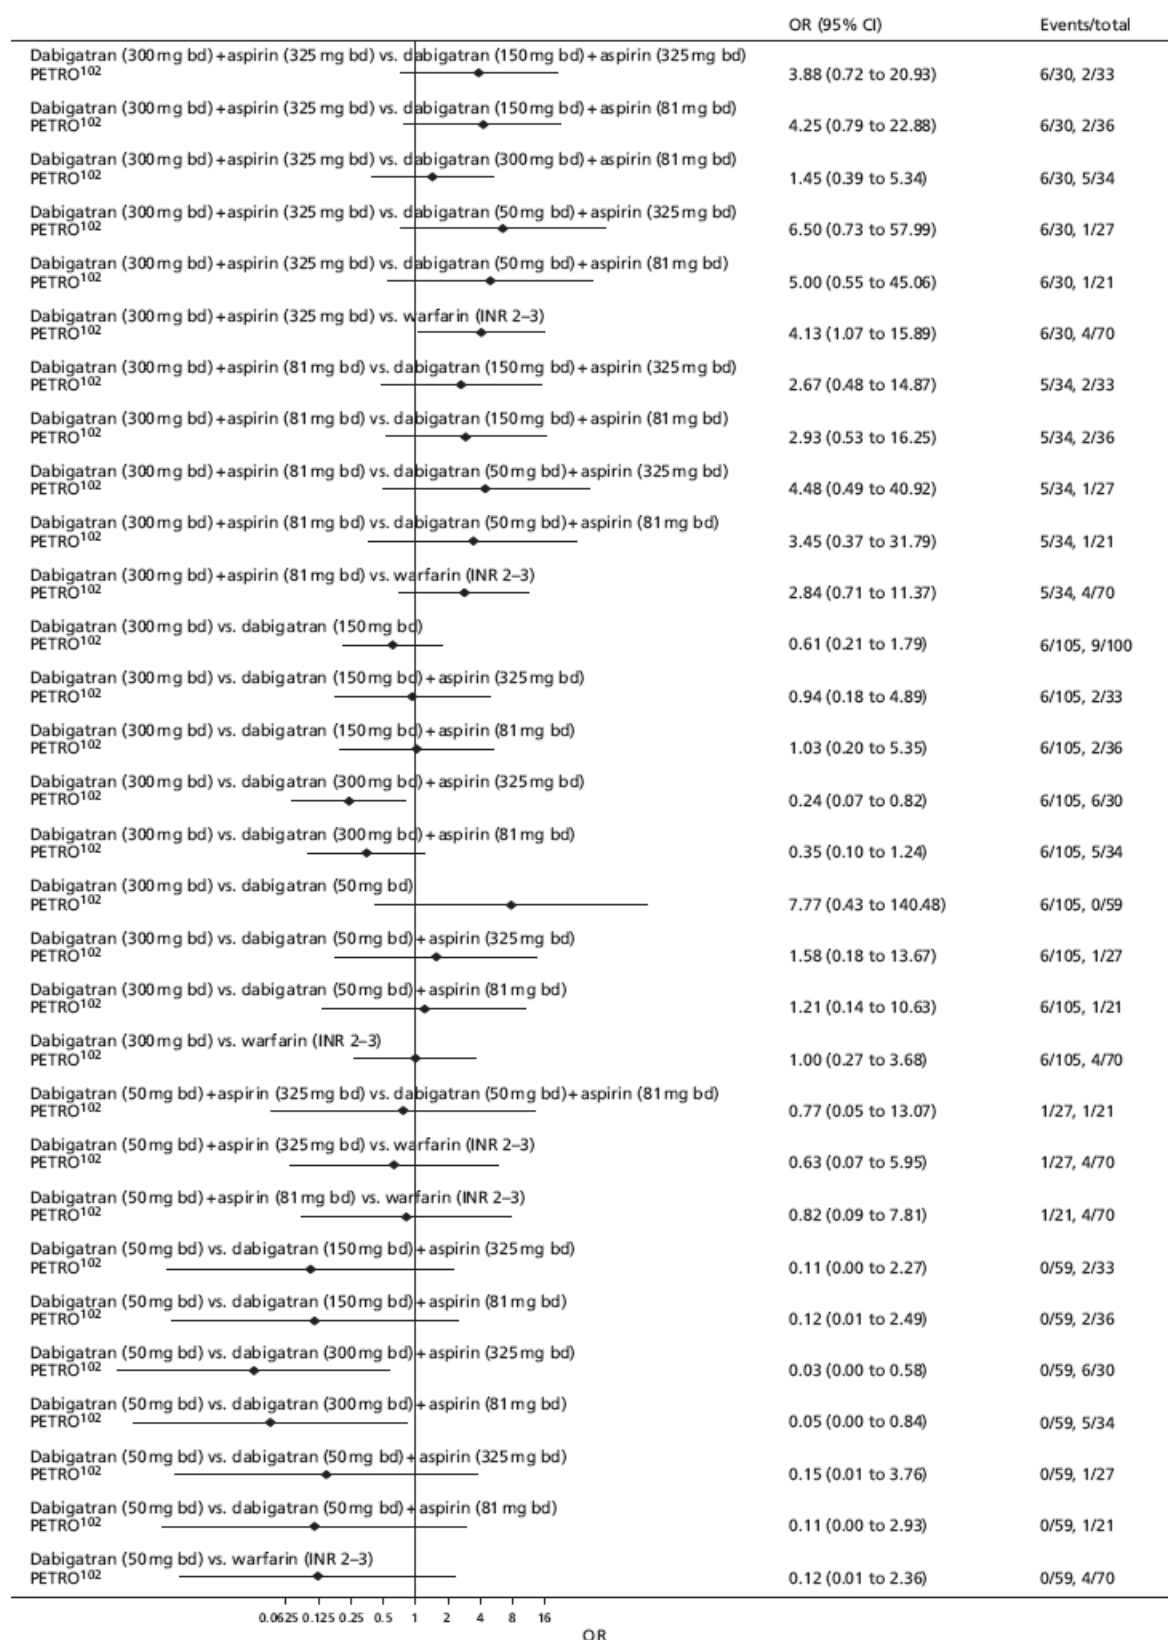 OR (95% CI) Events/total
Dabigatran (300 mg bd) + aspirin (325 mg bd) vs. dabigatran (150 mg bd) + aspirin (325 mg bd)
PETRO102 3.88 (0.72 to 20.93) 6/30, 2/33
Dabigatran (300 mg bd) + aspirin (325 mg bd) vs. dabigatran (150 mg bd) + aspirin (81 mg bd)
PETRO102 4.25 (0.79 to 22.88) 6/30, 2/36
Dabigatran (300 mg bd) + aspirin (325 mg bd) vs. dabigatran (300 mg bd) + aspirin (81 mg bd)
PETRO102 1.45 (0.39 to 5.34) 6/30, 5/34
Dabigatran (300 mg bd) + aspirin (325 mg bd) vs. dabigatran (50 mg bd) + aspirin (325 mg bd)
PETRO102 6.50 (0.73 to 57.99) 6/30, 1/27
Dabigatran (300 mg bd) + aspirin (325 mg bd) vs. dabigatran (50 mg bd) + aspirin (81 mg bd)
PETRO102 5.00 (0.55 to 45.06) 6/30, 1/21
Dabigatran (300 mg bd) + aspirin (325 mg bd) vs. warfarin (INR 2–3)
PETRO102 4.13 (1.07 to 15.89) 6/30, 4/70
Dabigatran (300 mg bd) + aspirin (81 mg bd) vs. dabigatran (150 mg bd) + aspirin (325 mg bd)
PETRO102 2.67 (0.48 to 14.87) 5/34, 2/33
Dabigatran (300 mg bd) + aspirin (81 mg bd) vs. dabigatran (150 mg bd) + aspirin (81 mg bd)
PETRO102 2.93 (0.53 to 16.25) 5/34, 2/36
Dabigatran (300 mg bd) + aspirin (81 mg bd) vs. dabigatran (50 mg bd) + aspirin (325 mg bd)
PETRO102 4.48 (0.49 to 40.92) 5/34, 1/27
Dabigatran (300 mg bd) + aspirin (81 mg bd) vs. dabigatran (50 mg bd) + aspirin (81 mg bd)
PETRO102 3.45 (0.37 to 31.79) 5/34, 1/21
Dabigatran (300 mg bd) + aspirin (81 mg bd) vs. warfarin (INR 2–3)
PETRO102 2.84 (0.71 to 11.37) 5/34, 4/70
Dabigatran (300 mg bd) vs. dabigatran (150 mg bd)
PETRO102 0.61 (0.21 to 1.79) 6/105, 9/100
Dabigatran (300 mg bd) vs. dabigatran (150 mg bd) + aspirin (325 mg bd)
PETRO102 0.94 (0.18 to 4.89) 6/105, 2/33
Dabigatran (300 mg bd) vs. dabigatran (150 mg bd) + aspirin (81 mg bd)
PETRO102 1.03 (0.20 to 5.35) 6/105, 2/36
Dabigatran (300 mg bd) vs. dabigatran (300 mg bd) + aspirin (325 mg bd)
PETRO102 0.24 (0.07 to 0.82) 6/105, 6/30
Dabigatran (300 mg bd) vs. dabigatran (300 mg bd) + aspirin (81 mg bd)
PETRO102 0.35 (0.10 to 1.24) 6/105, 5/34
Dabigatran (300 mg bd) vs. dabigatran (50 mg bd)
PETRO102 7.77 (0.43 to 140.48) 6/105, 0/59
Dabigatran (300 mg bd) vs. dabigatran (50 mg bd) + aspirin (325 mg bd)
PETRO102 1.58 (0.18 to 13.67) 6/105, 1/27
Dabigatran (300 mg bd) vs. dabigatran (50 mg bd) + aspirin (81 mg bd)
PETRO102 1.21 (0.14 to 10.63) 6/105, 1/21
Dabigatran (300 mg bd) vs. warfarin (INR 2–3)
PETRO102 1.00 (0.27 to 3.68) 6/105, 4/70
Dabigatran (50 mg bd) + aspirin (325 mg bd) vs. dabigatran (50 mg bd) + aspirin (81 mg bd)
PETRO102 0.77 (0.05 to 13.07) 1/27, 1/21
Dabigatran (50 mg bd) + aspirin (325 mg bd) vs. warfarin (INR 2–3)
PETRO102 0.63 (0.07 to 5.95) 1/27, 4/70
Dabigatran (50 mg bd) + aspirin (81 mg bd) vs. warfarin (INR 2–3)
PETRO102 0.82 (0.09 to 7.81) 1/21, 4/70
Dabigatran (50 mg bd) vs. dabigatran (150 mg bd) + aspirin (325 mg bd)
PETRO102 0.11 (0.00 to 2.27) 0/59, 2/33
Dabigatran (50 mg bd) vs. dabigatran (150 mg bd) + aspirin (81 mg bd)
PETRO102 0.12 (0.01 to 2.49) 0/59, 2/36
Dabigatran (50 mg bd) vs. dabigatran (300 mg bd) + aspirin (325 mg bd)
PETRO102 0.03 (0.00 to 0.58) 0/59, 6/30
Dabigatran (50 mg bd) vs. dabigatran (300 mg bd) + aspirin (81 mg bd)
PETRO102 0.05 (0.00 to 0.84) 0/59, 5/34
Dabigatran (50 mg bd) vs. dabigatran (50 mg bd) + aspirin (325 mg bd)
PETRO102 0.15 (0.01 to 3.76) 0/59, 1/27
Dabigatran (50 mg bd) vs. dabigatran (50 mg bd) + aspirin (81 mg bd)
PETRO102 0.11 (0.00 to 2.93) 0/59, 1/21
Dabigatran (50 mg bd) vs. warfarin (INR 2–3)
PETRO102 0.12 (0.01 to 2.36) 0/59, 4/70
0.0625 0.125 0.25 0.5 1 2 4 8 16
OR